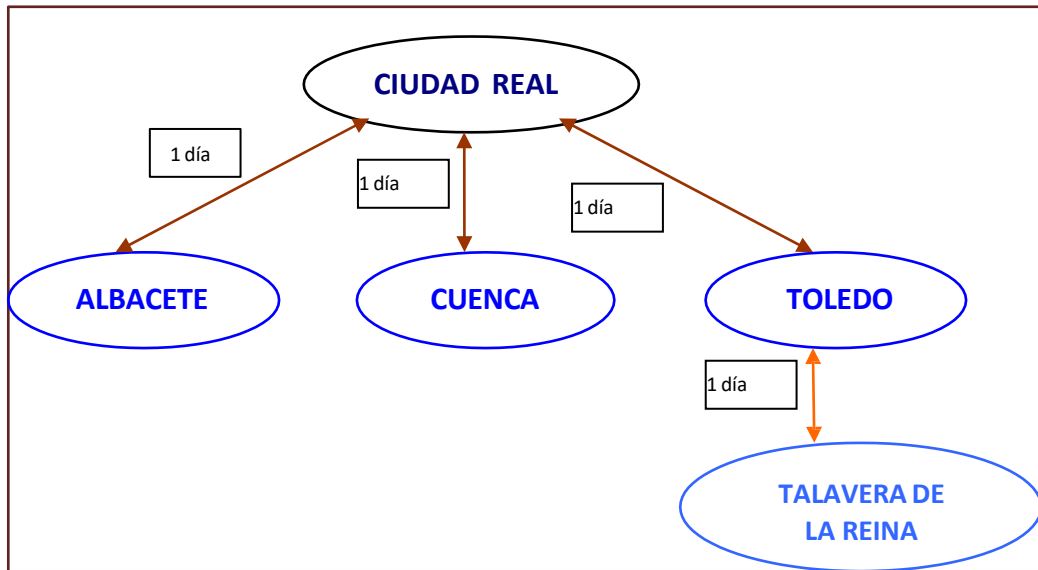 CIUDAD REAL
1 día
1 día
1 día
ALBACETE
CUENCA
TOLEDO
1 día
TALAVERA DE
LA REINA